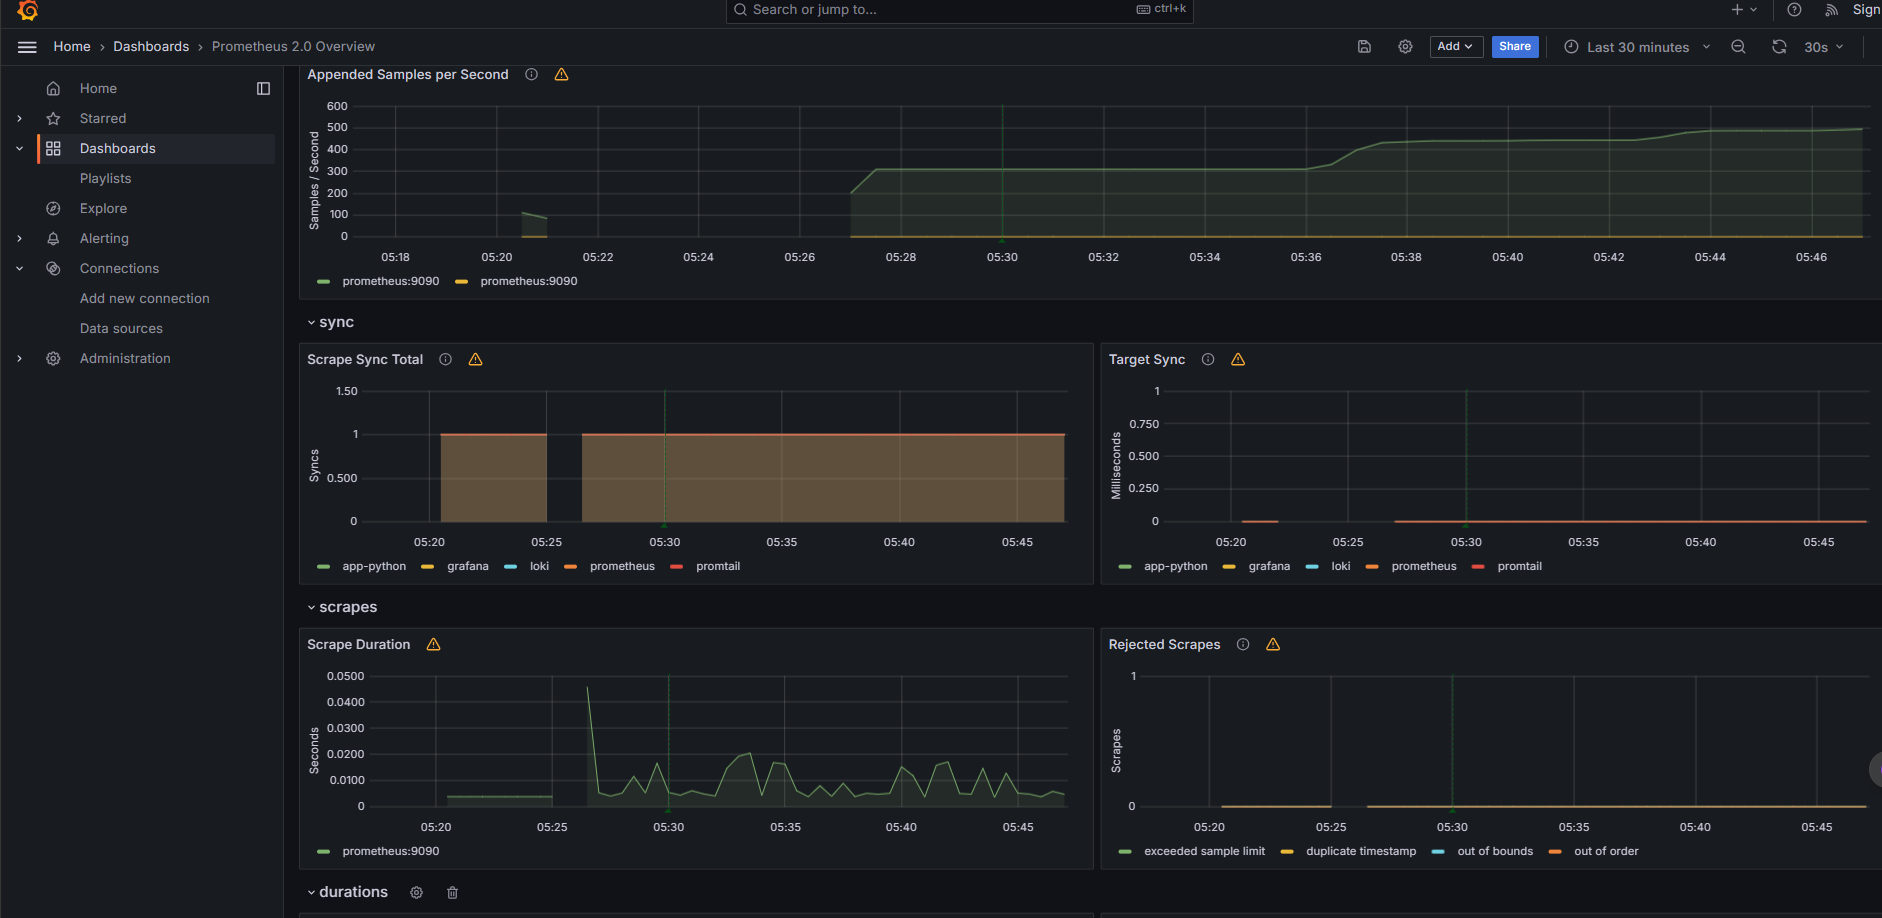 Search or jump to...
ctrl+k
Sign
Home › Dashboards › Prometheus 2.0 Overview
Add
Share
Last 30 minutes
30s
Home
Starred
Dashboards
Playlists
Explore
Alerting
Connections
Add new connection
Data sources
Administration
Appended Samples per Second
Samples / Second
600
500
400
300
200
100
0
05:18 05:20 05:22 05:24 05:26 05:28 05:30 05:32 05:34 05:36 05:38 05:40 05:42 05:44 05:46
prometheus:9090 prometheus:9090
sync
Scrape Sync Total
Syncs
1.50
1
0.500
0
05:20 05:25 05:30 05:35 05:40 05:45
app-python grafana loki prometheus promtail
Target Sync
Milliseconds
1
0.750
0.500
0.250
0
05:20 05:25 05:30 05:35 05:40 05:45
app-python grafana loki prometheus promtail
scrapes
Scrape Duration
Seconds
0.0500
0.0400
0.0300
0.0200
0.0100
0
05:20 05:25 05:30 05:35 05:40 05:45
prometheus:9090
Rejected Scrapes
Scrapes
1
0
05:20 05:25 05:30 05:35 05:40 05:45
exceeded sample limit duplicate timestamp out of bounds out of order
durations